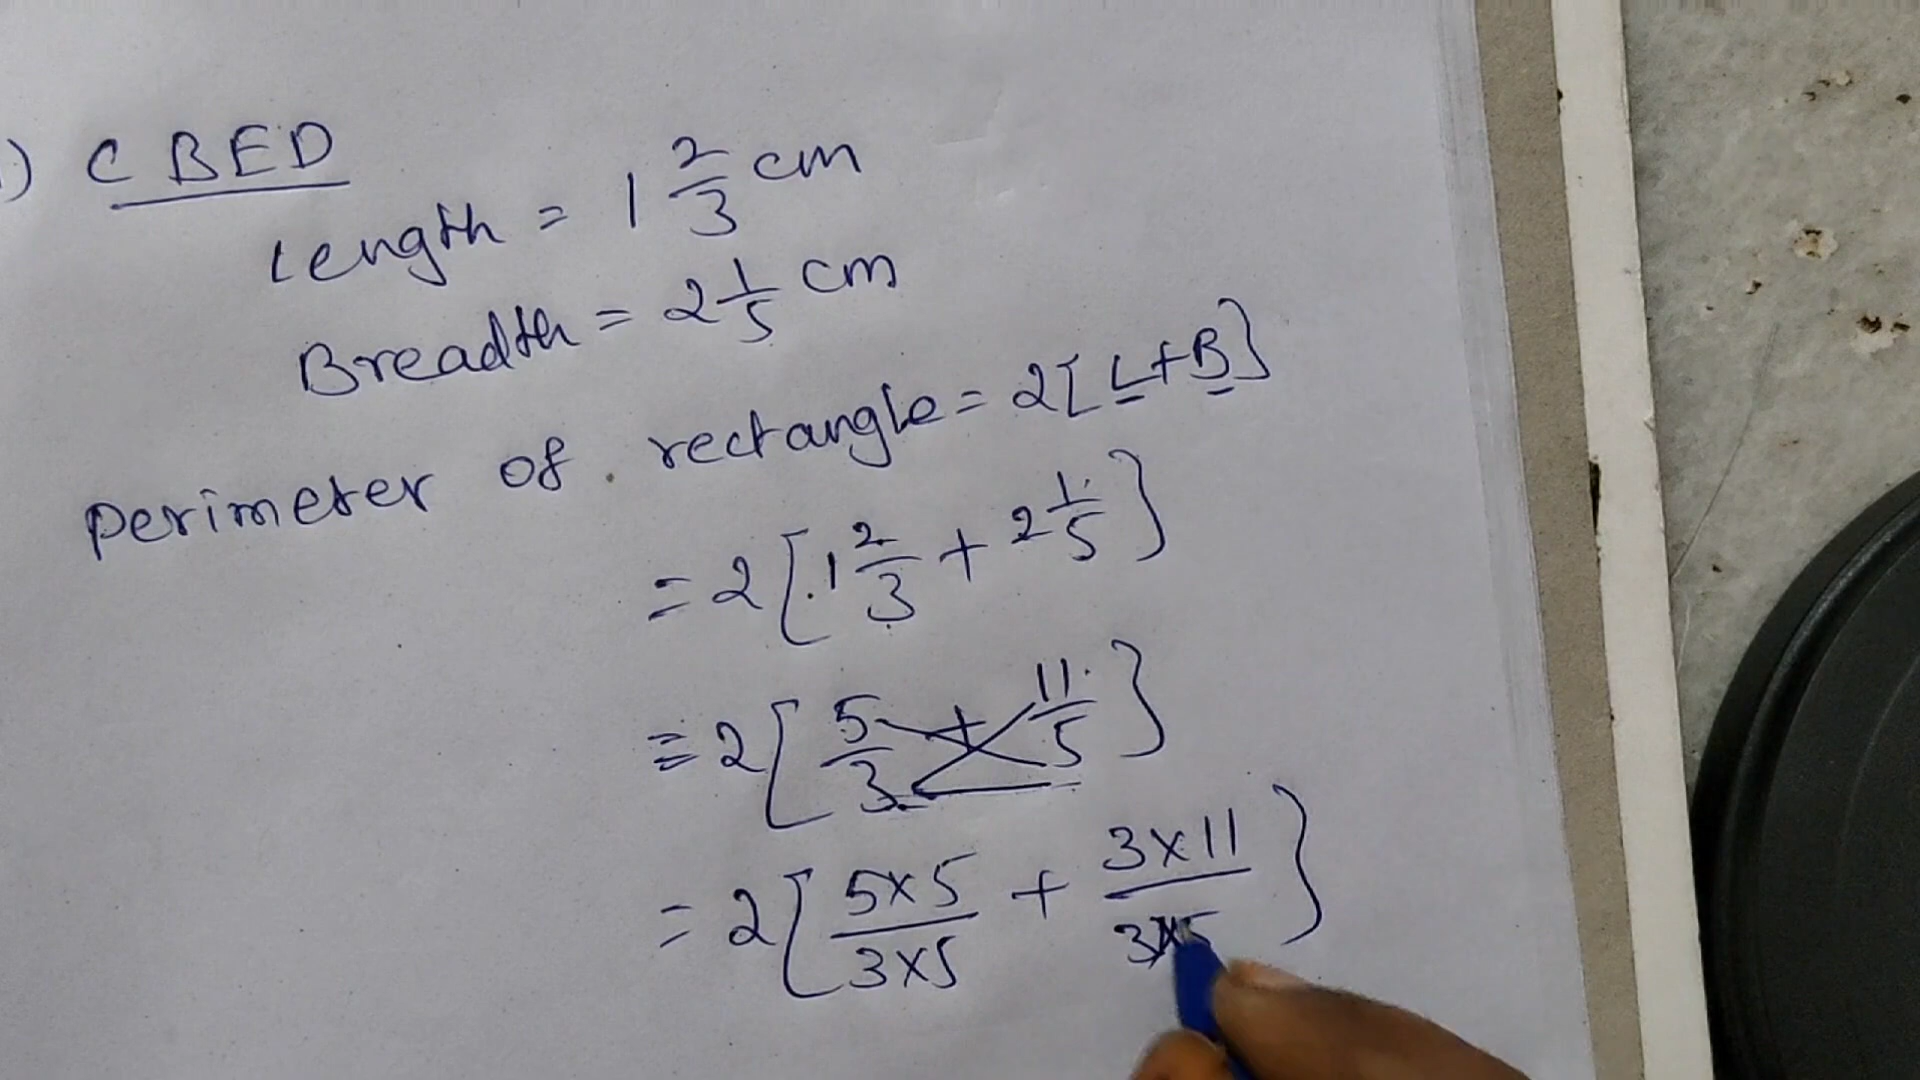 ) CBED
Length = 1 2/3 cm
Breadth = 2 1/5 cm
Perimeter of rectangle = 2[L+B]
= 2[1 2/3 + 2 1/5]
= 2[5/3 + 11/5]
= 2[5×5/3×5 + 3×11/3×5]